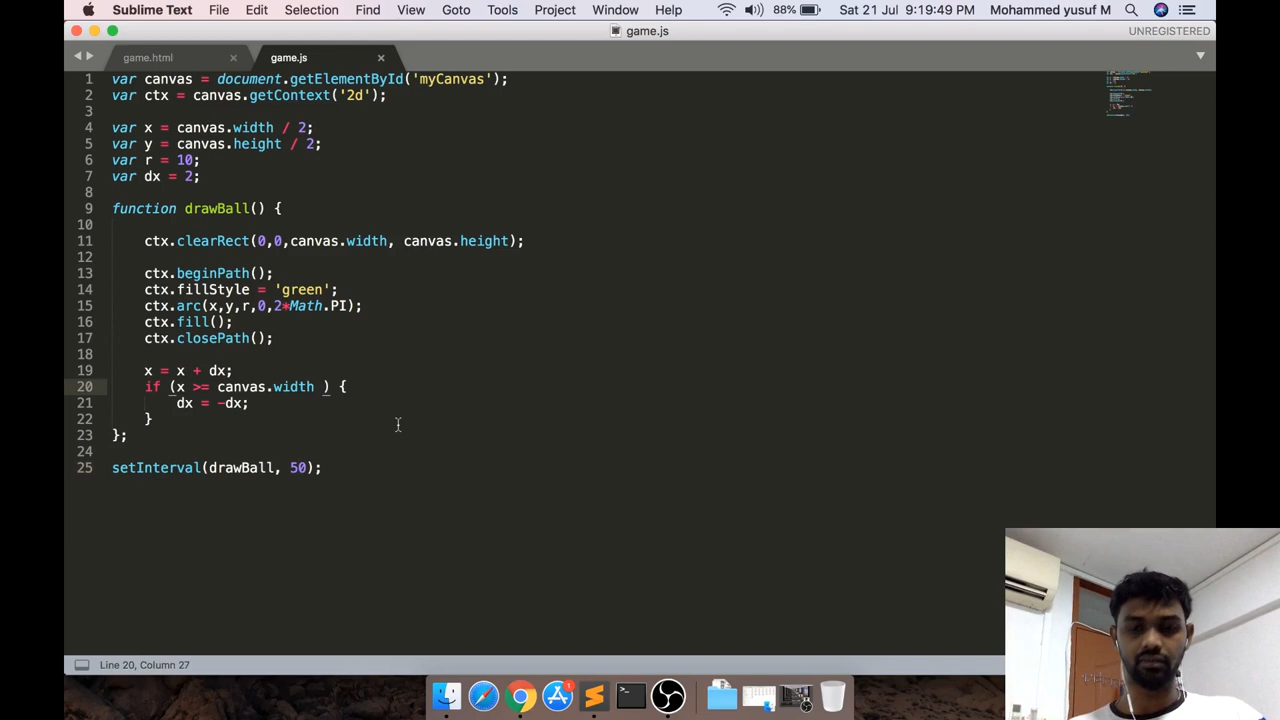 Sublime Text File Edit Selection Find View Goto Tools Project Window Help 88% Sat 21 Jul 9:19:49 PM Mohammed yusuf M
game.js UNREGISTERED
game.html game.js
1 var canvas = document.getElementById('myCanvas');
2 var ctx = canvas.getContext('2d');
3
4 var x = canvas.width / 2;
5 var y = canvas.height / 2;
6 var r = 10;
7 var dx = 2;
8
9 function drawBall() {
10
11 ctx.clearRect(0,0,canvas.width, canvas.height);
12
13 ctx.beginPath();
14 ctx.fillStyle = 'green';
15 ctx.arc(x,y,r,0,2*Math.PI);
16 ctx.fill();
17 ctx.closePath();
18
19 x = x + dx;
20 if (x >= canvas.width ) {
21 dx = -dx;
22 }
23 };
24
25 setInterval(drawBall, 50);
Line 20, Column 27
1